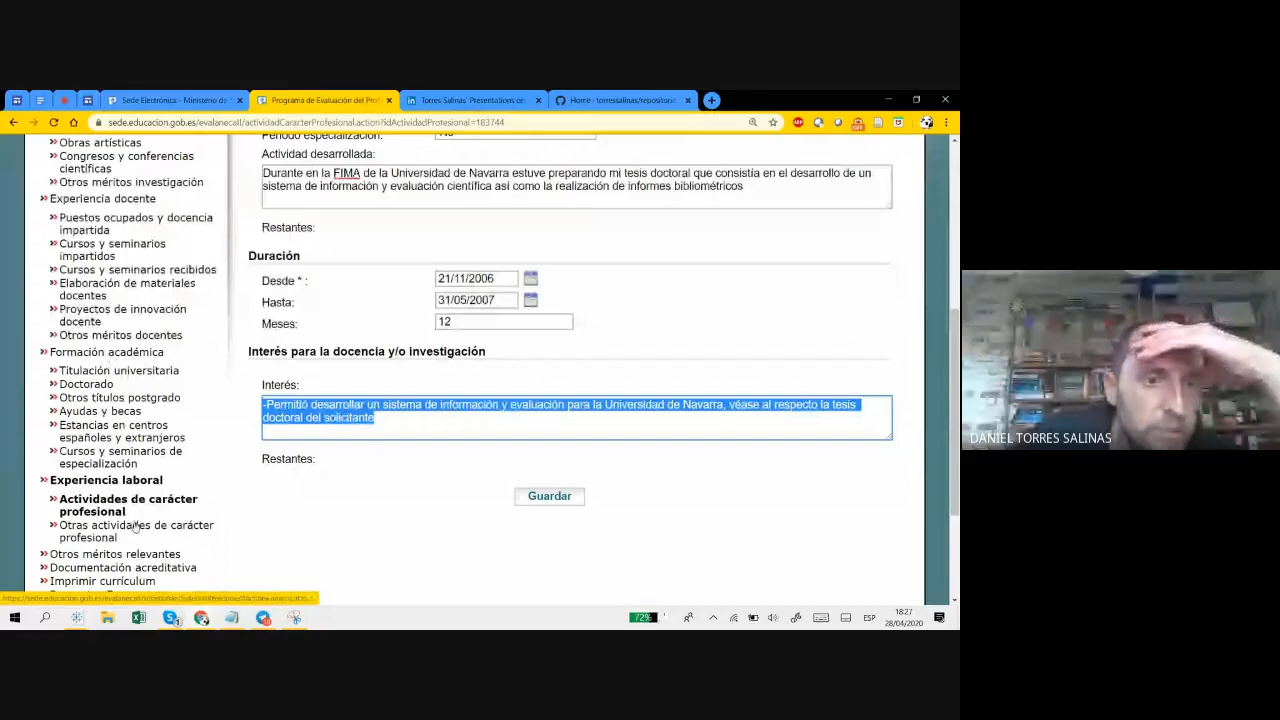 Sede Electrónica - Ministerio de
Programa de Evaluación del Pro
Torres Salinas' Presentations on
Home - torressalinas/repositorio
sede.educacion.gob.es/evalanecall/actividadCaracterProfesional.action?idActividadProfesional=183744
Obras artísticas
Congresos y conferencias
científicas
Otros méritos investigación
Experiencia docente
Puestos ocupados y docencia
impartida
Cursos y seminarios
impartidos
Cursos y seminarios recibidos
Elaboración de materiales
docentes
Proyectos de innovación
docente
Otros méritos docentes
Formación académica
Titulación universitaria
Doctorado
Otros títulos postgrado
Ayudas y becas
Estancias en centros
españoles y extranjeros
Cursos y seminarios de
especialización
Experiencia laboral
Actividades de carácter
profesional
Otras actividades de carácter
profesional
Otros méritos relevantes
Documentación acreditativa
Imprimir currículum
Periodo especialización:
Actividad desarrollada:
Durante en la FIMA de la Universidad de Navarra estuve preparando mi tesis doctoral que consistía en el desarrollo de un
sistema de información y evaluación científica así como la realización de informes bibliométricos
Restantes:
Duración
Desde * : 21/11/2006
Hasta: 31/05/2007
Meses: 12
Interés para la docencia y/o investigación
Interés:
-Permitió desarrollar un sistema de información y evaluación para la Universidad de Navarra, véase al respecto la tesis
doctoral del solicitante
Restantes:
Guardar
72%
ESP
18:27
28/04/2020
DANIEL TORRES SALINAS